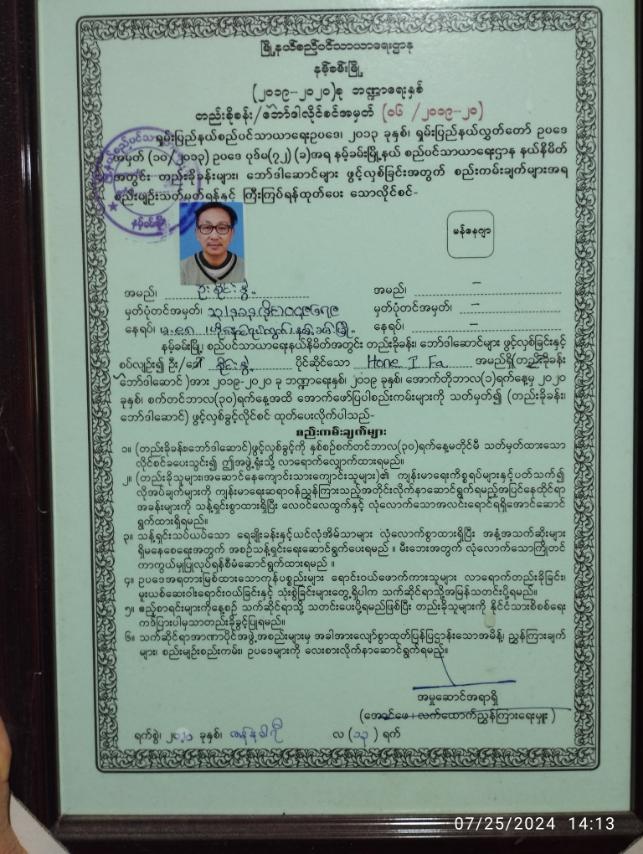 မြို့နယ်စည်ပင်သာယာရေးဌာန
နမ့်ခမ်းမြို့
(၂၀၁၉-၂၀၂၀)ခု ဘဏ္ဍာရေးနှစ်
တည်းခိုခန်း/ဘော်ဒါလိုင်စင်အမှတ် (၀၆ /၂၀၁၉-၂၀)
ရှမ်းပြည်နယ်စည်ပင်သာယာရေးဥပဒေ၊ ၂၀၁၃ ခုနှစ်၊ ရှမ်းပြည်နယ်လွှတ်တော် ဥပဒေ
အမှတ် (၁၀/၂၀၁၃) ဥပဒေ ပုဒ်မ(၇၂) (ခ)အရ နမ့်ခမ်းမြို့နယ် စည်ပင်သာယာရေးဌာန နယ်နိမိတ်
အတွင်း တည်းခိုခန်းများ၊ ဘော်ဒါဆောင်များ ဖွင့်လှစ်ခြင်းအတွက် စည်းကမ်းချက်များအရ
စည်းမျဉ်းသတ်မှတ်ရန်နှင့် ကြီးကြပ်ရန်ထုတ်ပေး သောလိုင်စင်-
မန်နေဂျာ
အမည်၊ ဦးစိုင်းခွဲ အမည်၊ –
မှတ်ပုံတင်အမှတ်၊ မှတ်ပုံတင်အမှတ်၊ –
နေရပ်၊ နေရပ်၊ –
နမ့်ခမ်းမြို့ စည်ပင်သာယာရေးနယ်နိမိတ်အတွင်း တည်းခိုခန်း၊ ဘော်ဒါဆောင်များ ဖွင့်လှစ်ခြင်းနှင့်
စပ်လျဉ်း၍ ဦး/ဒေါ် စိုင်းခွဲ ပိုင်ဆိုင်သော Hone I Fa အမည်ရှိ(တည်းခိုခန်း
ဘော်ဒါဆောင် )အား ၂၀၁၉-၂၀၂၀ ခု ဘဏ္ဍာရေးနှစ်၊ ၂၀၁၉ ခုနှစ်၊ အောက်တိုဘာလ(၁)ရက်နေ့မှ ၂၀၂၀
ခုနှစ်၊ စက်တင်ဘာလ(၃၀)ရက်နေ့အထိ အောက်ဖော်ပြပါစည်းကမ်းများကို သတ်မှတ်၍ (တည်းခိုခန်း၊
ဘော်ဒါဆောင်) ဖွင့်လှစ်ခွင့်လိုင်စင် ထုတ်ပေးလိုက်ပါသည်-
စည်းကမ်းချက်များ
၁။ (တည်းခိုခန်းဘော်ဒါဆောင်)ဖွင့်လှစ်ခွင့်ကို နှစ်စဉ်စက်တင်ဘာလ(၃၀)ရက်နေ့မတိုင်မီ သတ်မှတ်ထားသော
လိုင်စင်ခပေးသွင်း၍ ဤအဖွဲ့ရုံးသို့ လာရောက်လျှောက်ထားရမည်။
၂။ (တည်းခိုသူများ၊အဆောင်နေကျောင်းသားကျောင်းသူများ)၏ ကျန်းမာရေးကိစ္စရပ်များနှင့်ပတ်သက်၍
လိုအပ်ချက်များကို ကျန်းမာရေးဆရာဝန်ညွှန်ကြားသည့်အတိုင်းလိုက်နာဆောင်ရွက်ရမည့်အပြင်နေထိုင်ရာ
အခန်းများကို သန့်ရှင်းစွာထားရှိပြီး လေဝင်လေထွက်နှင့် လုံလောက်သောအလင်းရောင်ရရှိအောင်ဆောင်
ရွက်ထားရှိရမည်။
၃။ သန့်ရှင်းသပ်ယပ်သော ရေချိုးခန်းနှင့်ယင်လုံအိမ်သာများ လုံလောက်စွာထားရှိပြီး အနံ့အသက်ဆိုးများ
ရှိမနေစေရေးအတွက် အစဉ်သန့်ရှင်းရေးဆောင်ရွက်ပေးရမည် ။ မီးဘေးအတွက် လုံလောက်သောကြိုတင်
ကာကွယ်မှုပြုလုပ်ရန်စီမံဆောင်ရွက်ထားရမည် ။
၄။ ဥပဒေအရတားမြစ်ထားသောကုန်ပစ္စည်းများ ရောင်းဝယ်ဖောက်ကားသူများ လာရောက်တည်းခိုခြင်း၊
မူးယစ်ဆေးဝါးရောင်းဝယ်ခြင်းနှင့် သုံးစွဲခြင်းများတွေ့ရှိပါက သက်ဆိုင်ရာသို့အမြန်သတင်းပို့ရမည်။
၅။ ဧည့်စာရင်းများကိုနေ့စဉ် သက်ဆိုင်ရာသို့ သတင်းပေးပို့ရမည်ဖြစ်ပြီး တည်းခိုသူများကို နိုင်ငံသားစိစစ်ရေး
ကဒ်ပြားပါမှသာတည်းခိုခွင့်ပြုရမည်။
၆။ သက်ဆိုင်ရာအာဏာပိုင်အဖွဲ့အစည်းများမှ အခါအားလျော်စွာထုတ်ပြန်ပြဌာန်းသောအမိန့်၊ ညွှန်ကြားချက်
များ၊ စည်းမျဉ်းစည်းကမ်း၊ ဥပဒေများကို လေးစားလိုက်နာဆောင်ရွက်ရမည်။
အမှုဆောင်အရာရှိ
လက်ထောက်ညွှန်ကြားရေးမှူး )
ရက်စွဲ၊ ၂၀၂၀ ခုနှစ်၊ ဇန်နဝါရီ လ ရက်
07/25/2024 14:13